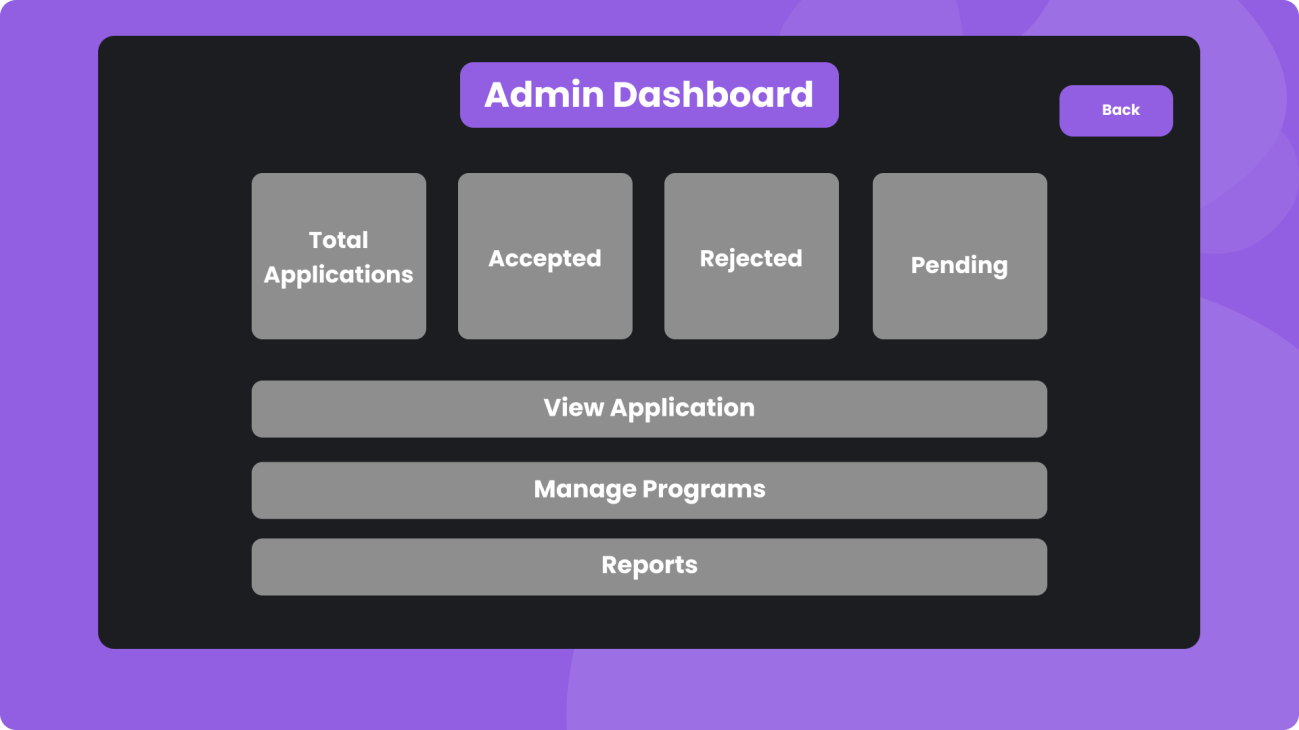 Admin Dashboard
Back
Total
Applications
Accepted
Rejected
Pending
View Application
Manage Programs
Reports